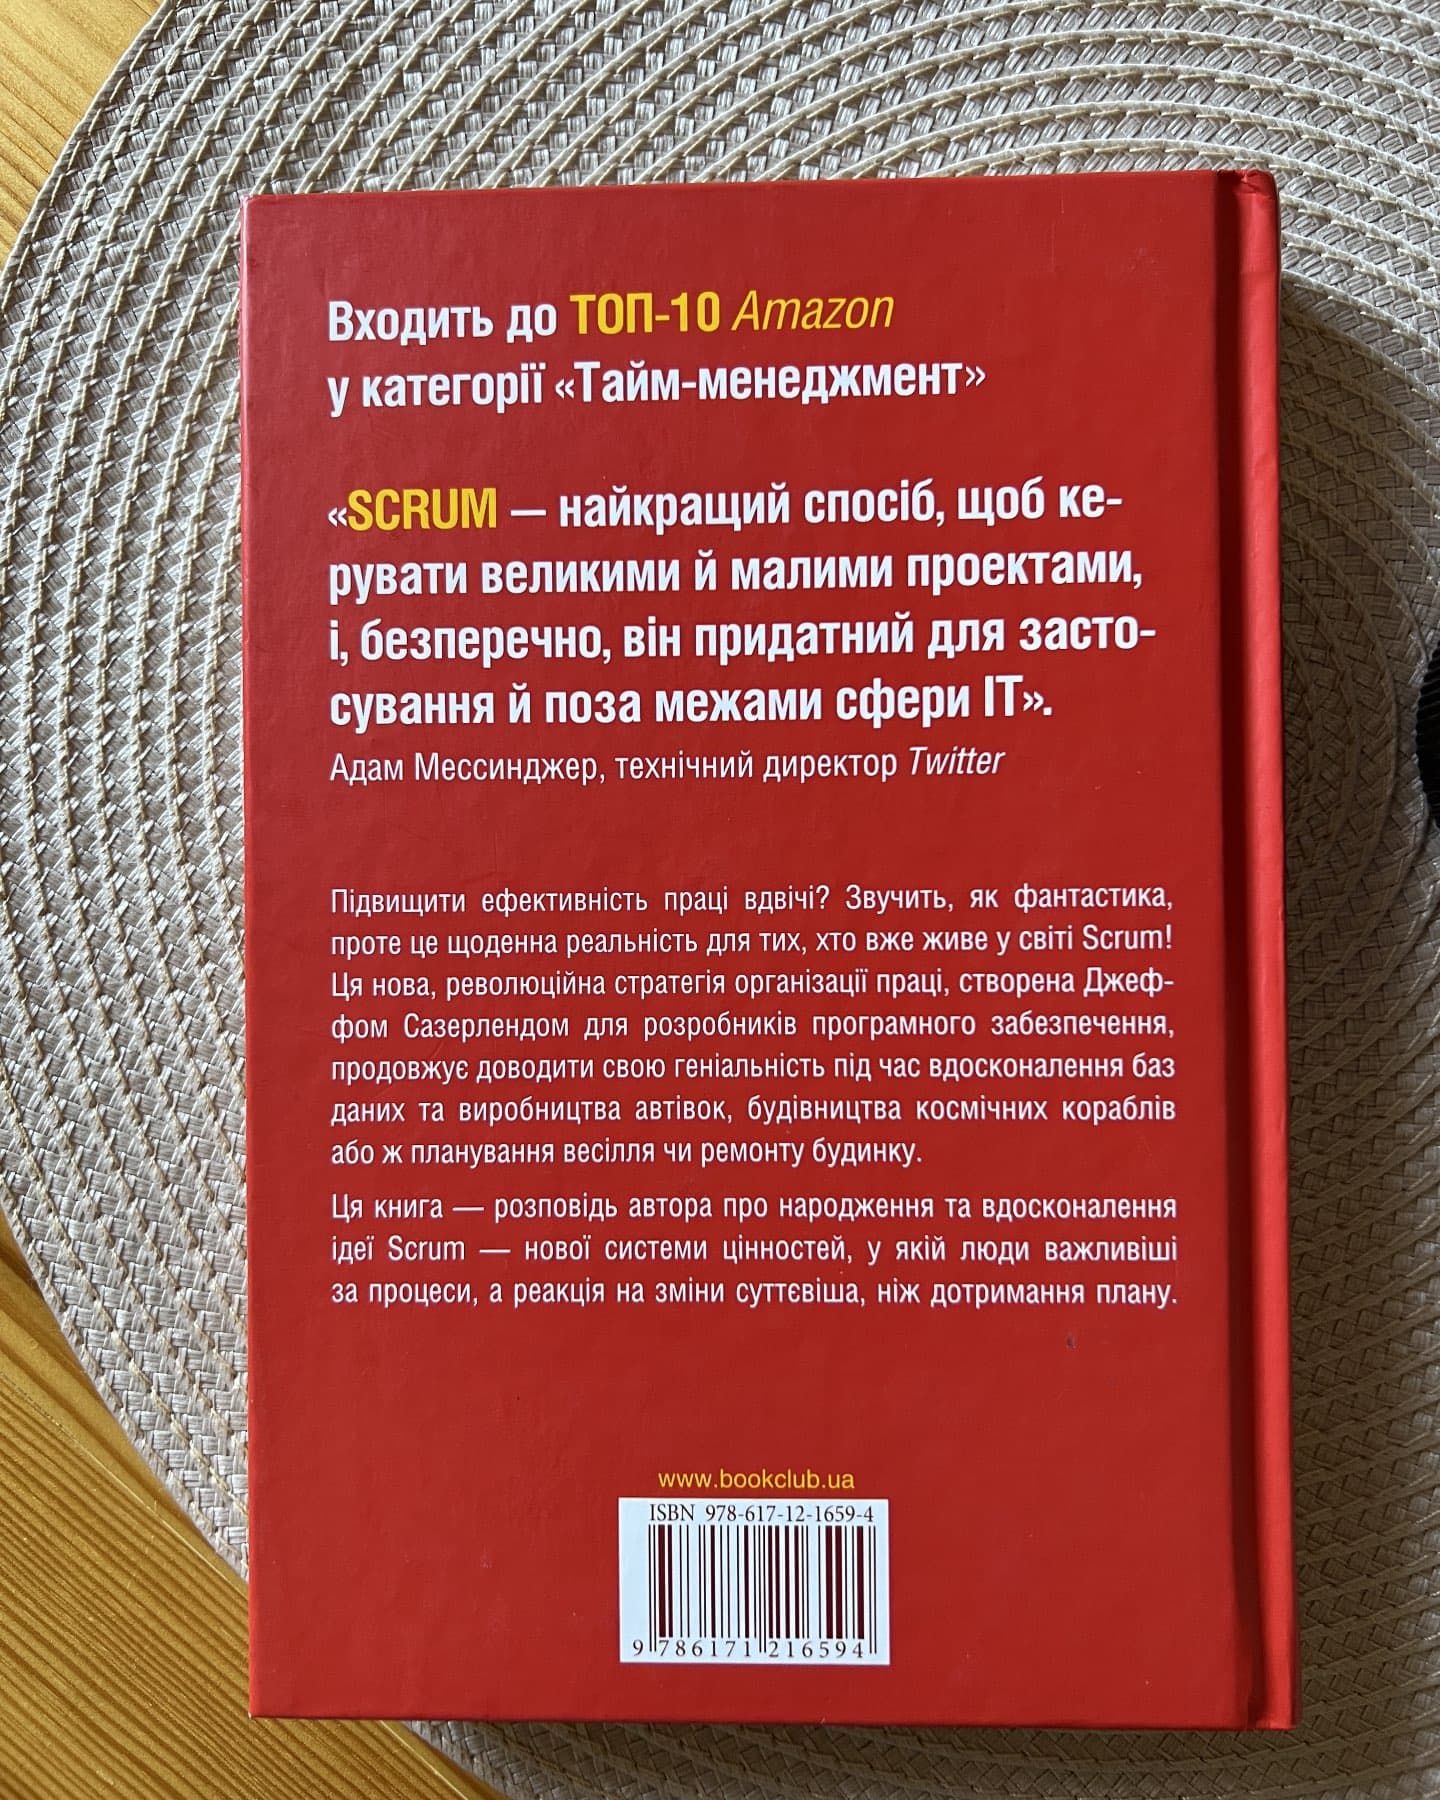 Входить до ТОП-10 Amazon
у категорії «Тайм-менеджмент»
«SCRUM — найкращий спосіб, щоб ке-
рувати великими й малими проектами,
і, безперечно, він придатний для засто-
сування й поза межами сфери ІТ».
Адам Мессинджер, технічний директор Twitter
Підвищити ефективність праці вдвічі? Звучить, як фантастика,
проте це щоденна реальність для тих, хто вже живе у світі Scrum!
Ця нова, революційна стратегія організації праці, створена Джеф-
фом Сазерлендом для розробників програмного забезпечення,
продовжує доводити свою геніальність під час вдосконалення баз
даних та виробництва автівок, будівництва космічних кораблів
або ж планування весілля чи ремонту будинку.
Ця книга — розповідь автора про народження та вдосконалення
ідеї Scrum — нової системи цінностей, у якій люди важливіші
за процеси, а реакція на зміни суттєвіша, ніж дотримання плану.
www.bookclub.ua
ISBN 978-617-12-1659-4
9 786171 216594